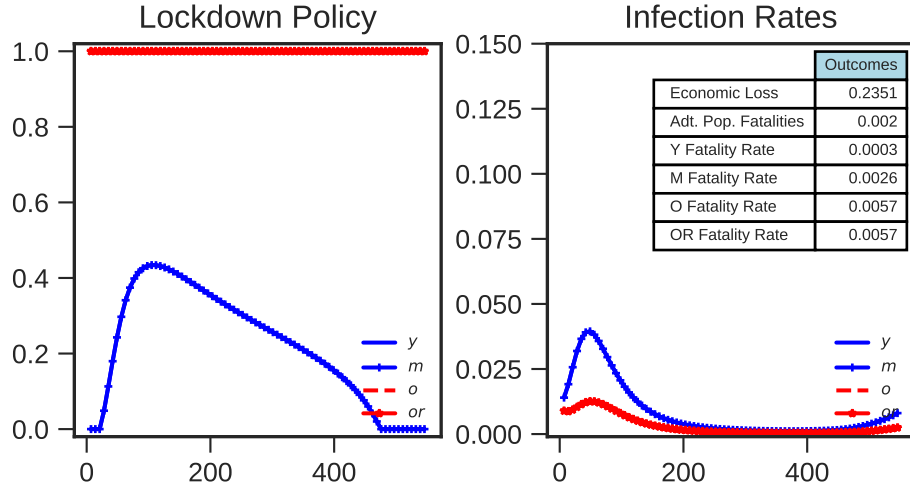 Lockdown Policy
1.0
0.8
0.6
0.4
0.2
0.0
0
200
400
y
m
o
or
Infection Rates
0.150
0.125
0.100
0.075
0.050
0.025
0.000
0
200
400
Outcomes
Economic Loss 0.2351
Adt. Pop. Fatalities 0.002
Y Fatality Rate 0.0003
M Fatality Rate 0.0026
O Fatality Rate 0.0057
OR Fatality Rate 0.0057
y
m
o
or